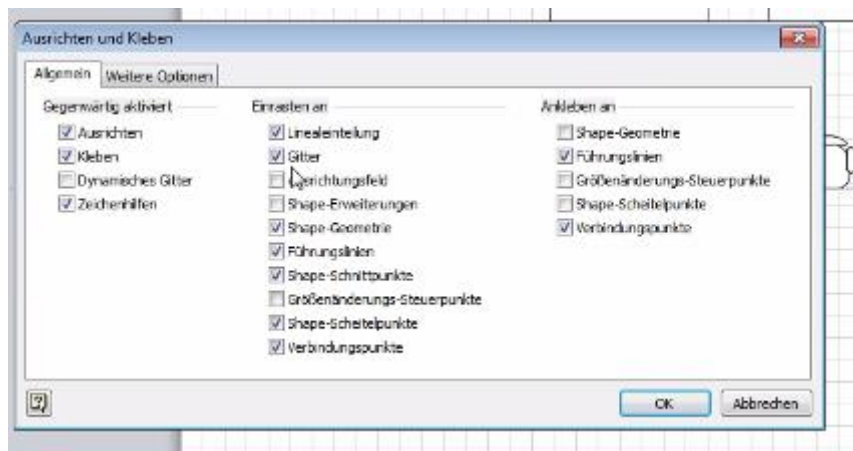 Ausrichten und Kleben
Allgemein
Weitere Optionen
Gegenwärtig aktiviert
Ausrichten
Kleben
Dynamisches Gitter
Zeichenhilfen
Einrasten an
Linealeinteilung
Gitter
Shape-Erweiterungen
Shape-Geometrie
Führungslinien
Shape-Schnittpunkte
Größenänderungs-Steuerpunkte
Shape-Scheitelpunkte
Verbindungspunkte
Ankleben an
Shape-Geometrie
Führungslinien
Größenänderungs-Steuerpunkte
Shape-Scheitelpunkte
Verbindungspunkte
OK
Abbrechen